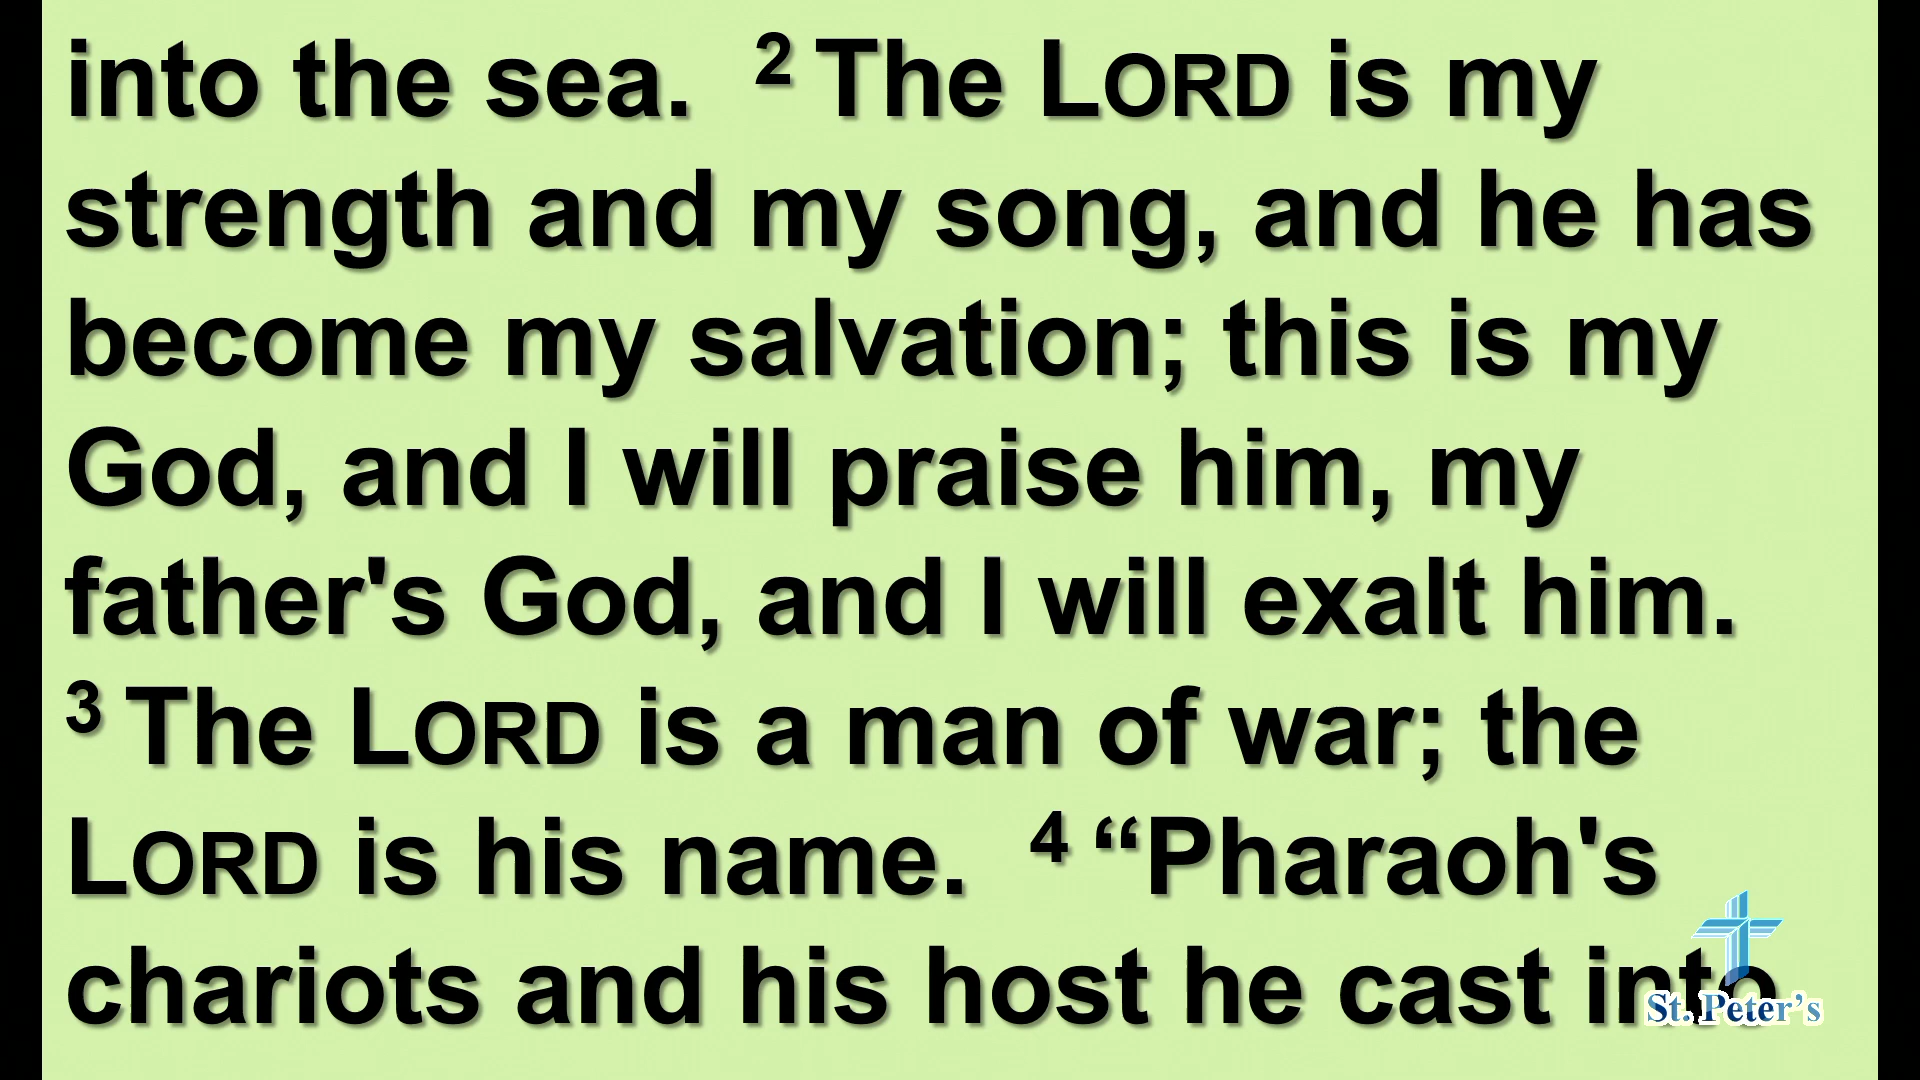 into the sea. 2 The LORD is my
strength and my song, and he has
become my salvation; this is my
God, and I will praise him, my
father's God, and I will exalt him.
3 The LORD is a man of war; the
LORD is his name. 4 “Pharaoh's
chariots and his host he cast into
St. Peter’s